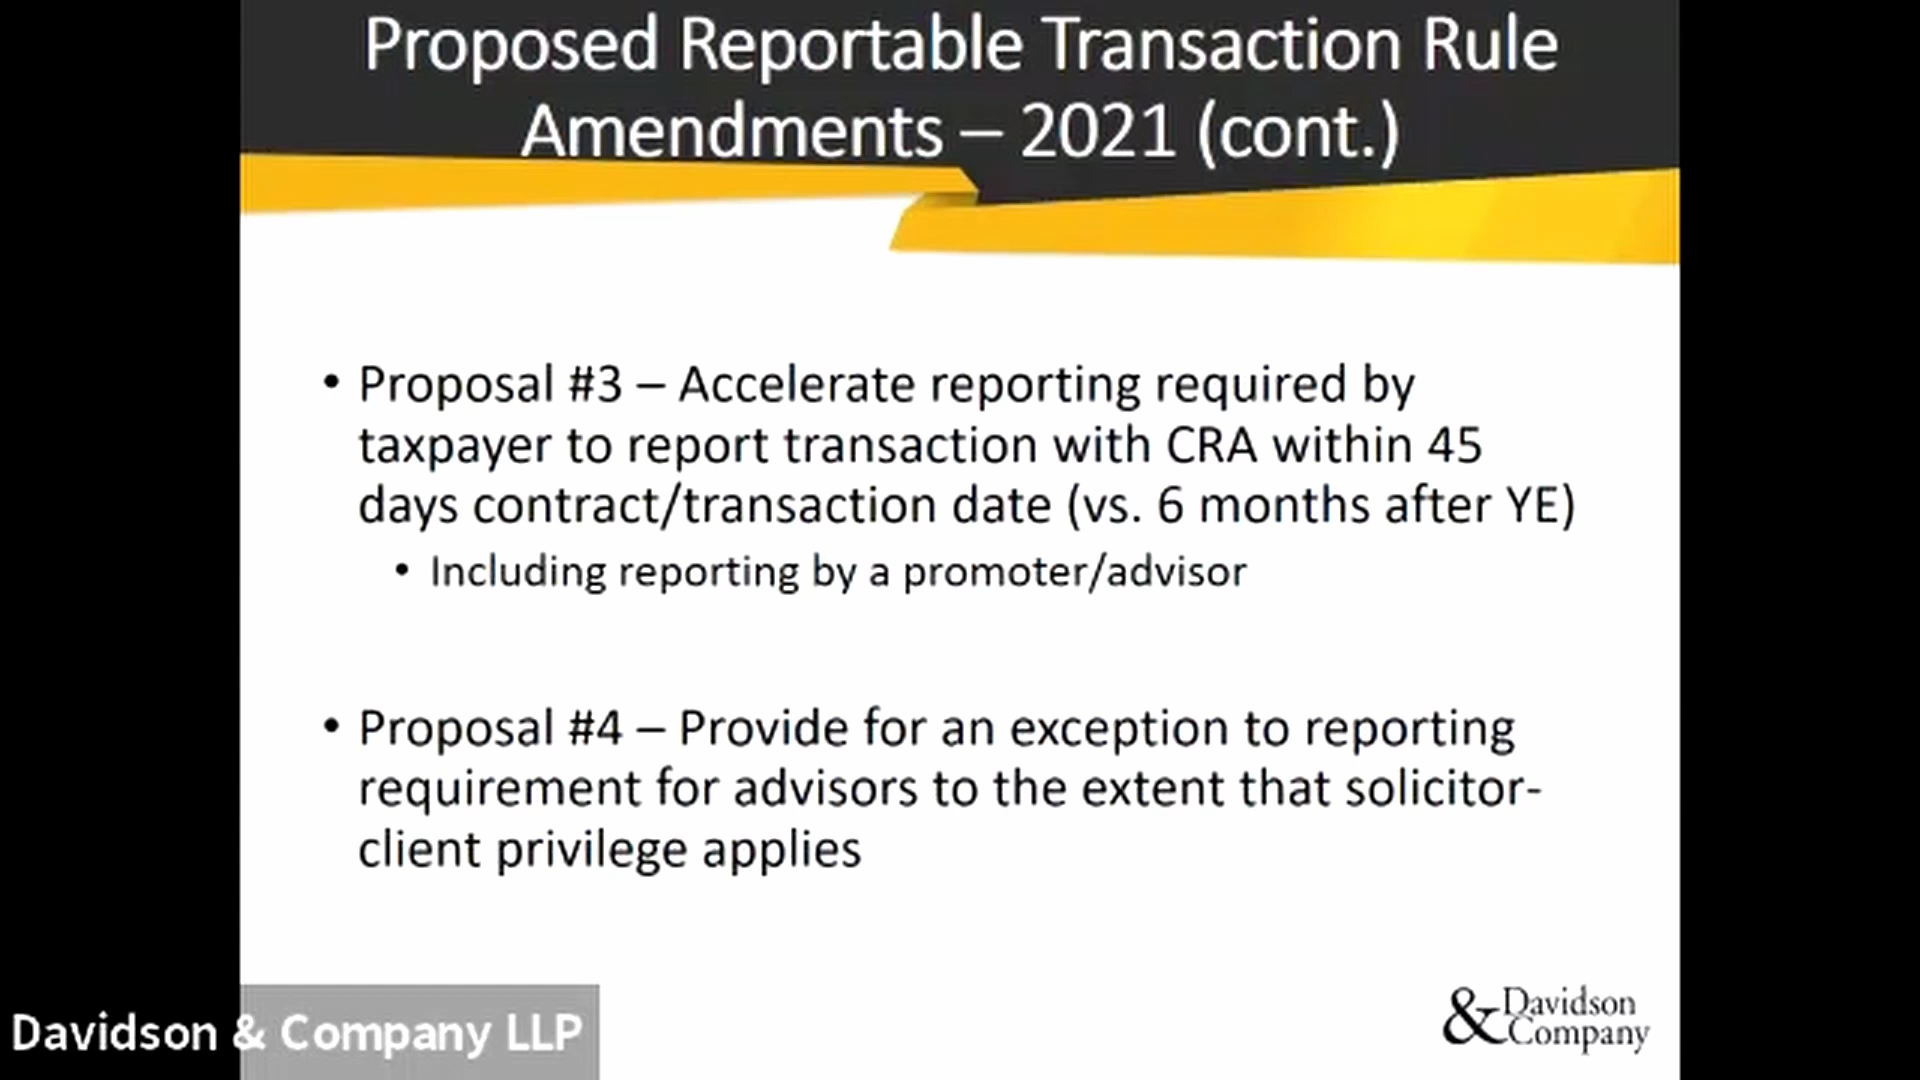 Proposed Reportable Transaction Rule
Amendments – 2021 (cont.)
• Proposal #3 – Accelerate reporting required by
taxpayer to report transaction with CRA within 45
days contract/transaction date (vs. 6 months after YE)
• Including reporting by a promoter/advisor
• Proposal #4 – Provide for an exception to reporting
requirement for advisors to the extent that solicitor-
client privilege applies
Davidson & Company LLP
& Davidson
Company